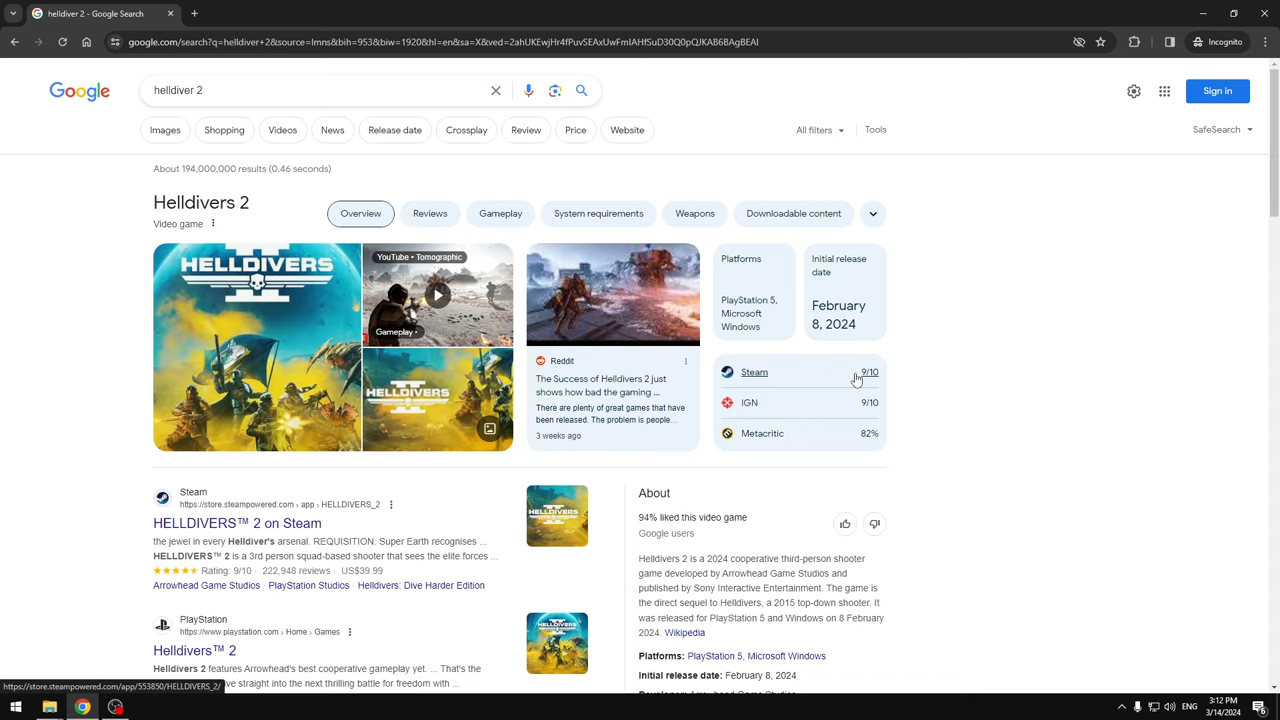 helldiver 2 - Google Search
google.com/search?q=helldiver+2&source=lmns&bih=953&biw=1920&hl=en&sa=X&ved=2ahUKEwjHr4fPuvSEAxUwFmIAHfSuD30Q0pQJKAB6BAgBEAI
Incognito
Google
helldiver 2
Sign in
Images
Shopping
Videos
News
Release date
Crossplay
Review
Price
Website
All filters
Tools
SafeSearch
About 194,000,000 results (0.46 seconds)
Helldivers 2
Video game
Overview
Reviews
Gameplay
System requirements
Weapons
Downloadable content
HELLDIVERS
II
YouTube • Tomographic
Gameplay -
HELLDIVERS
II
Reddit
The Success of Helldivers 2 just
shows how bad the gaming ...
There are plenty of great games that have
been released. The problem is people...
3 weeks ago
Platforms
PlayStation 5,
Microsoft
Windows
Initial release
date
February
8, 2024
Steam 9/10
IGN 9/10
Metacritic 82%
Steam
https://store.steampowered.com › app › HELLDIVERS_2
HELLDIVERS™ 2 on Steam
the jewel in every Helldiver's arsenal. REQUISITION. Super Earth recognises ...
HELLDIVERS™ 2 is a 3rd person squad-based shooter that sees the elite forces ...
Rating: 9/10 · 222,948 reviews · US$39.99
Arrowhead Game Studios · PlayStation Studios · Helldivers: Dive Harder Edition
HELLDIVERS
PlayStation
https://www.playstation.com › Home › Games
Helldivers™ 2
Helldivers 2 features Arrowhead's best cooperative gameplay yet. ... That's the
ve straight into the next thrilling battle for freedom with ...
HELLDIVERS
About
94% liked this video game
Google users
Helldivers 2 is a 2024 cooperative third-person shooter
game developed by Arrowhead Game Studios and
published by Sony Interactive Entertainment. The game is
the direct sequel to Helldivers, a 2015 top-down shooter. It
was released for PlayStation 5 and Windows on 8 February
2024. Wikipedia
Platforms: PlayStation 5, Microsoft Windows
Initial release date: February 8, 2024
Developer: Arrowhead Game Studios
https://store.steampowered.com/app/553850/HELLDIVERS_2/
ENG
3:12 PM
3/14/2024